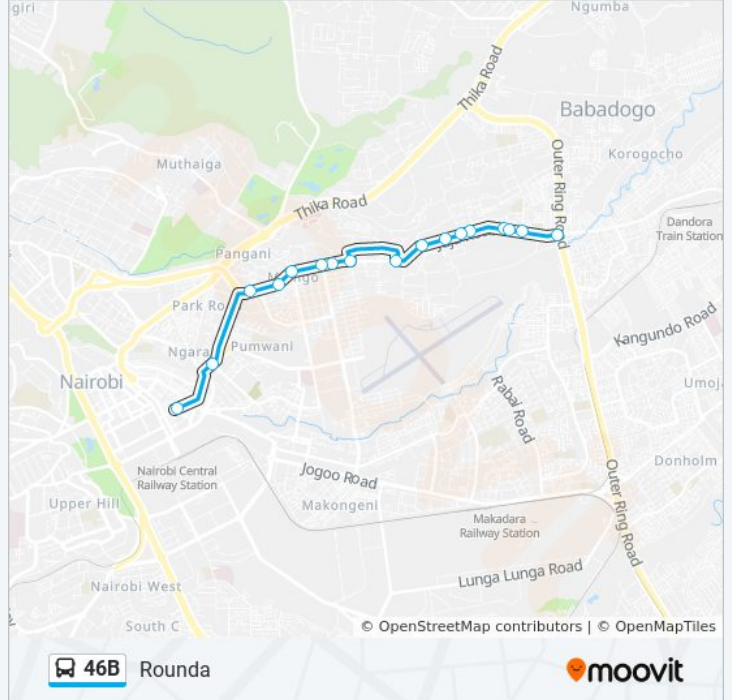 giri
Ngumba
Thika Road
Babadogo
Outer Ring Road
Korogocho
Muthaiga
Thika Road
Dandora
Train Station
Pangani
Park Ro
Kangundo Road
Ngara
Pumwani
Nairobi
Umoj
Rabai Road
Donholm
Nairobi Central
Railway Station
Jogoo Road
Outer Ring Road
Upper Hill
Makongeni
Makadara
Railway Station
Lunga Lunga Road
Nairobi West
South C
© OpenStreetMap contributors | © OpenMapTiles
46B Rounda
moovit